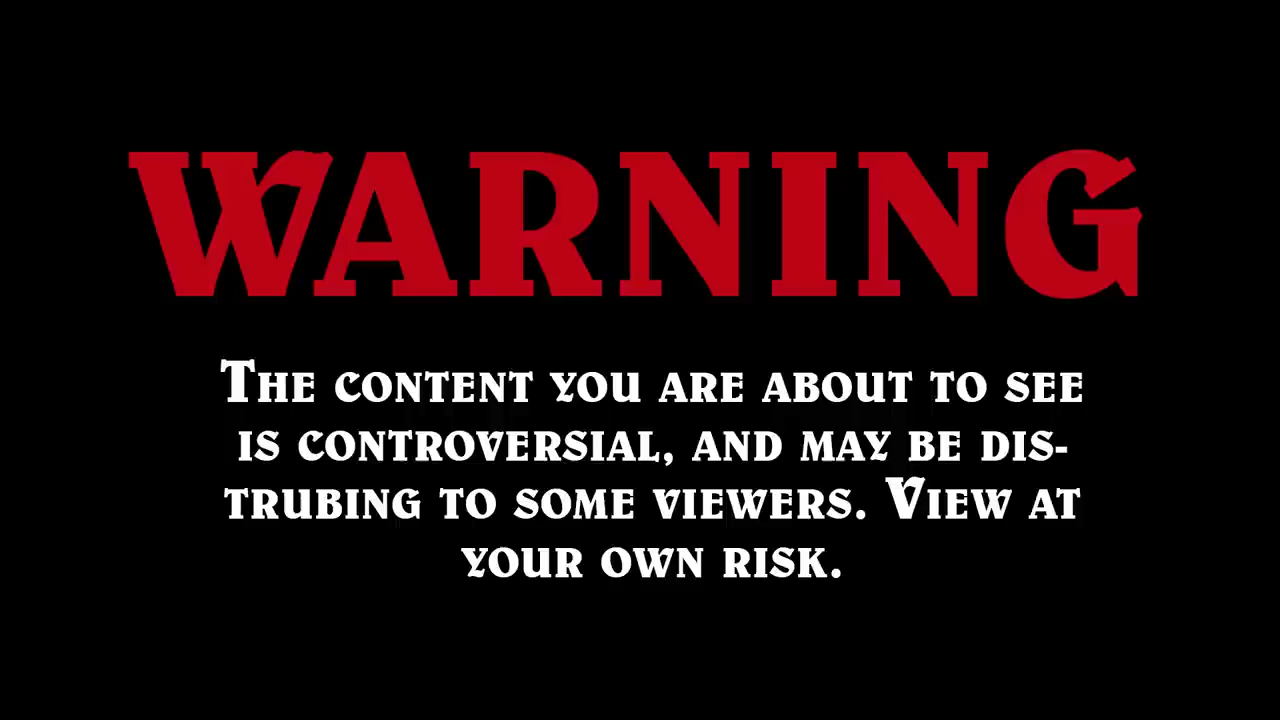 WARNING
THE CONTENT YOU ARE ABOUT TO SEE
IS CONTROVERSIAL, AND MAY BE DIS-
TRUBING TO SOME VIEWERS. VIEW AT
YOUR OWN RISK.